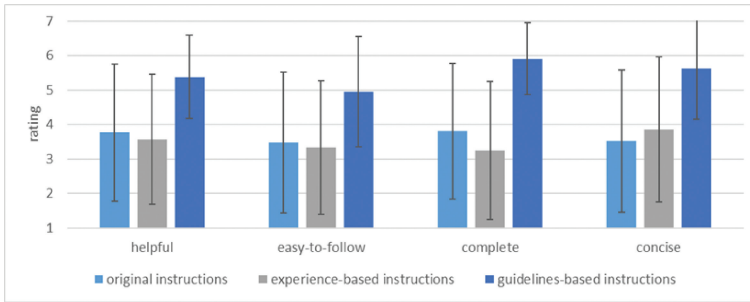 7
6
5
4
3
2
1
rating
helpful easy-to-follow complete concise
original instructions experience-based instructions guidelines-based instructions